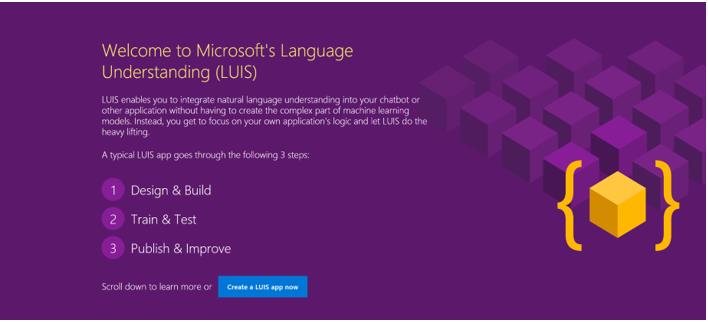 Welcome to Microsoft's Language
Understanding (LUIS)
LUIS enables you to integrate natural language understanding into your chatbot or
other application without having to create the complex part of machine learning
models. Instead, you get to focus on your own application's logic and let LUIS do the
heavy lifting.
A typical LUIS app goes through the following 3 steps:
1 Design & Build
2 Train & Test
3 Publish & Improve
Scroll down to learn more or Create a LUIS app now